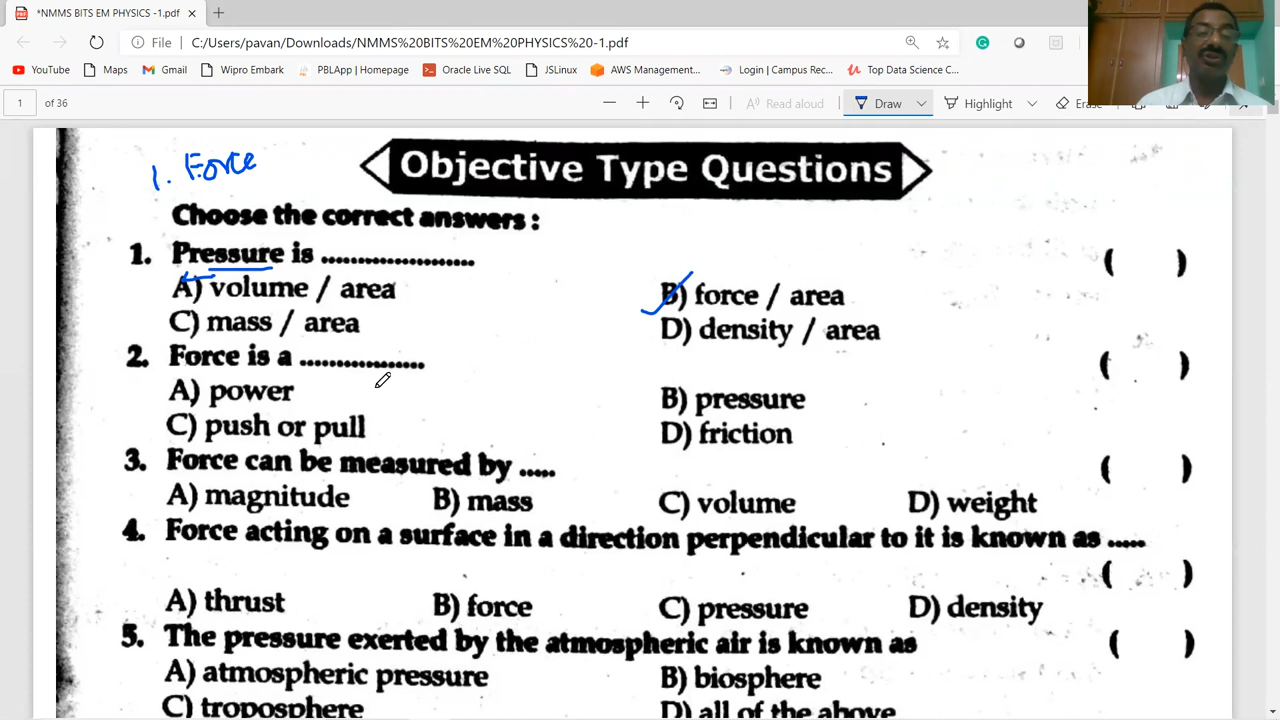 *NMMS BITS EM PHYSICS -1.pdf
File C:/Users/pavan/Downloads/NMMS%20BITS%20EM%20PHYSICS%20-1.pdf
YouTube Maps Gmail Wipro Embark PBLApp | Homepage Oracle Live SQL JSLinux AWS Management... Login | Campus Rec... Top Data Science C...
1 of 36 Read aloud Draw Highlight Erase
1. Force
Objective Type Questions
Choose the correct answers :
1. Pressure is ...................... ( )
A) volume / area B) force / area
C) mass / area D) density / area
2. Force is a .................. ( )
A) power B) pressure
C) push or pull D) friction
3. Force can be measured by ..... ( )
A) magnitude B) mass C) volume D) weight
4. Force acting on a surface in a direction perpendicular to it is known as .....
( )
A) thrust B) force C) pressure D) density
5. The pressure exerted by the atmospheric air is known as ( )
A) atmospheric pressure B) biosphere
C) troposphere D) all of the above